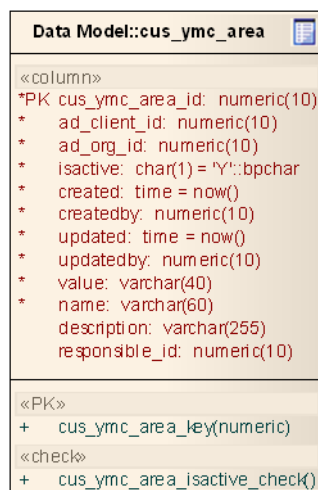 Data Model::cus_ymc_area
«column»
*PK cus_ymc_area_id: numeric(10)
* ad_client_id: numeric(10)
* ad_org_id: numeric(10)
* isactive: char(1) = 'Y'::bpchar
* created: time = now()
* createdby: numeric(10)
* updated: time = now()
* updatedby: numeric(10)
* value: varchar(40)
* name: varchar(60)
description: varchar(255)
responsible_id: numeric(10)
«PK»
+ cus_ymc_area_key(numeric)
«check»
+ cus_ymc_area_isactive_check()